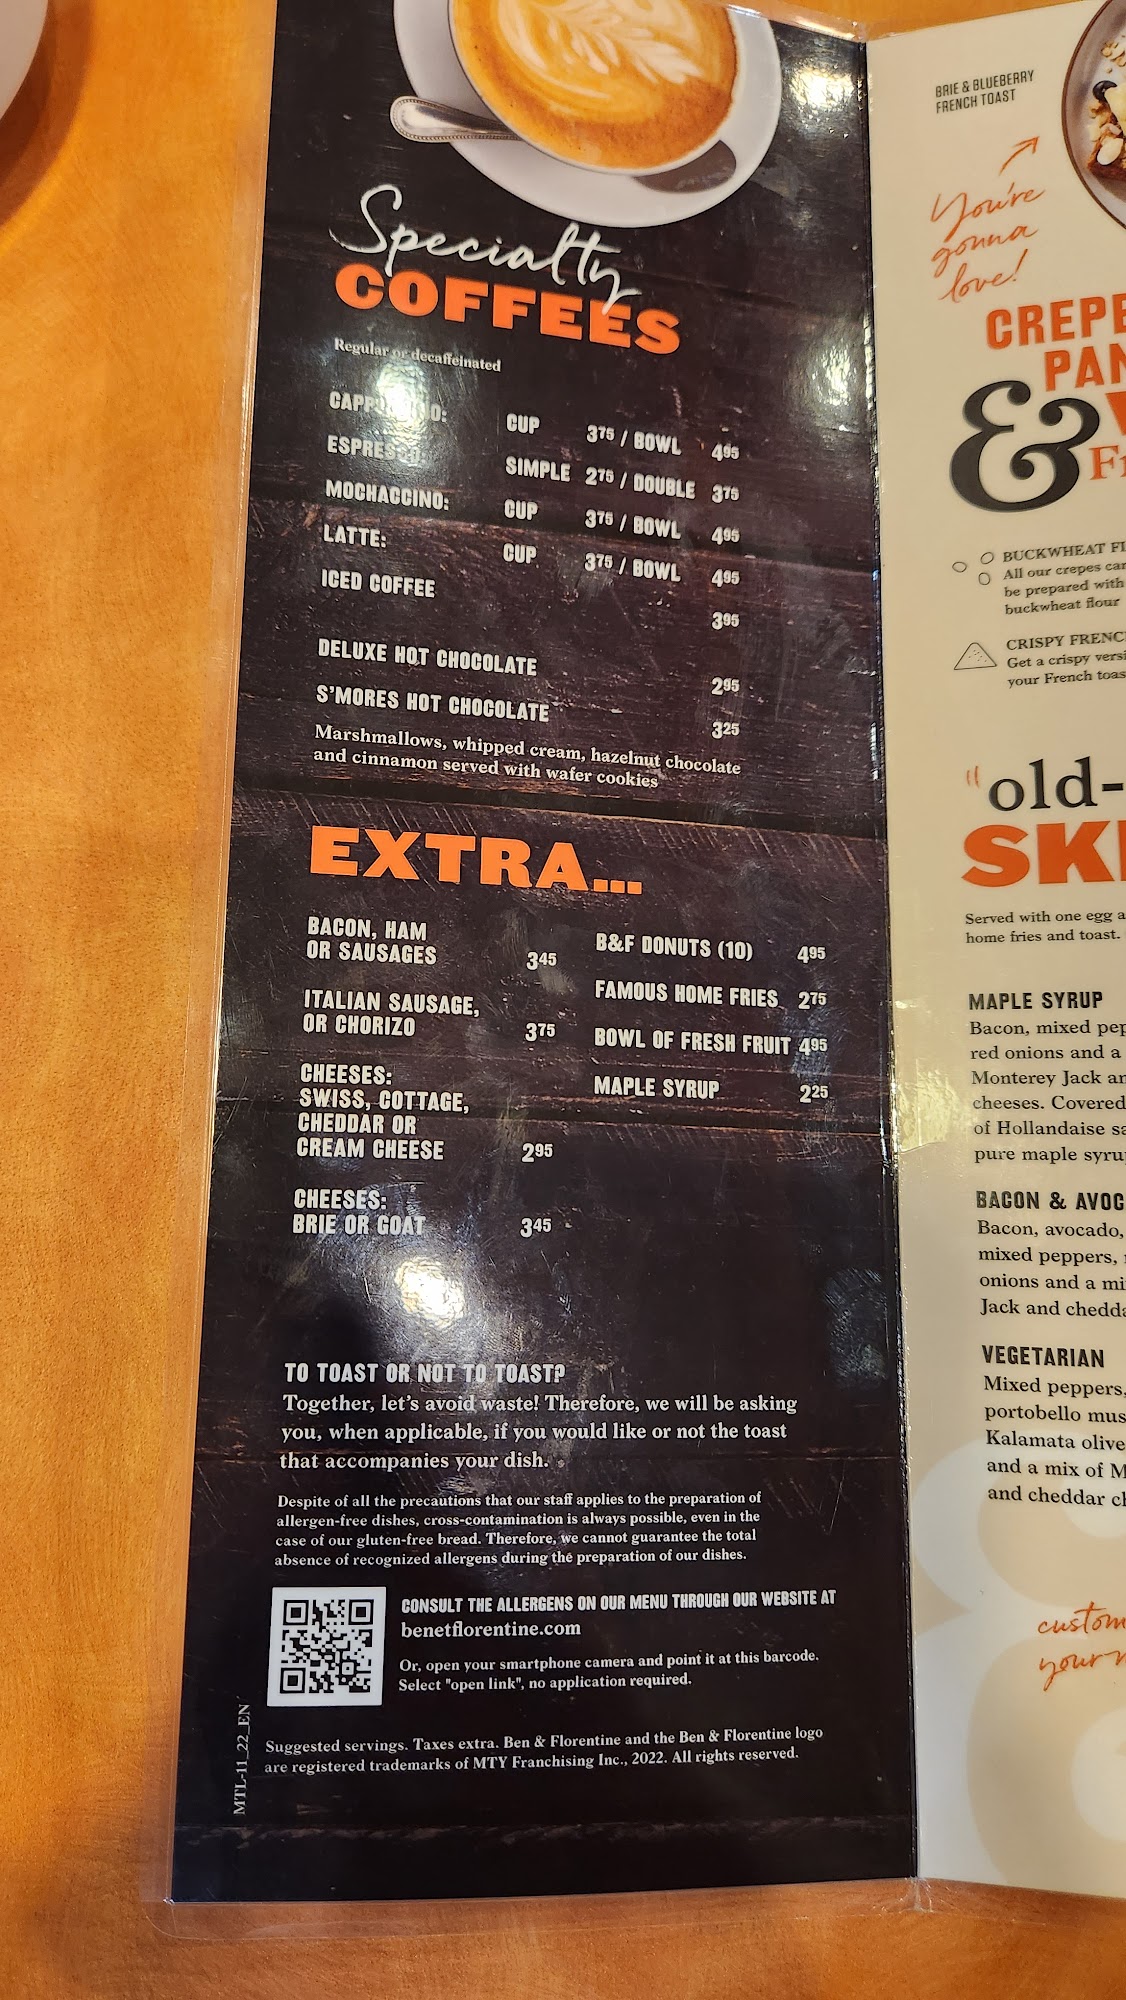 Specialty
COFFEES
Regular or decaffeinated
CAPPUCCINO: CUP 375 / BOWL 495
ESPRESSO: SIMPLE 275 / DOUBLE 375
MOCHACCINO: CUP 375 / BOWL 495
LATTE: CUP 375 / BOWL 495
ICED COFFEE 395
DELUXE HOT CHOCOLATE 295
S'MORES HOT CHOCOLATE 325
Marshmallows, whipped cream, hazelnut chocolate
and cinnamon served with wafer cookies
EXTRA...
BACON, HAM
OR SAUSAGES 345
ITALIAN SAUSAGE,
OR CHORIZO 375
CHEESES:
SWISS, COTTAGE,
CHEDDAR OR
CREAM CHEESE 295
CHEESES:
BRIE OR GOAT 345
B&F DONUTS (10) 495
FAMOUS HOME FRIES 275
BOWL OF FRESH FRUIT 495
MAPLE SYRUP 225
TO TOAST OR NOT TO TOAST?
Together, let's avoid waste! Therefore, we will be asking
you, when applicable, if you would like or not the toast
that accompanies your dish.
Despite of all the precautions that our staff applies to the preparation of
allergen-free dishes, cross-contamination is always possible, even in the
case of our gluten-free bread. Therefore, we cannot guarantee the total
absence of recognized allergens during the preparation of our dishes.
CONSULT THE ALLERGENS ON OUR MENU THROUGH OUR WEBSITE AT
benetflorentine.com
Or, open your smartphone camera and point it at this barcode.
Select "open link", no application required.
Suggested servings. Taxes extra. Ben & Florentine and the Ben & Florentine logo
are registered trademarks of MTY Franchising Inc., 2022. All rights reserved.
MTL-11_22_EN
BRIE & BLUEBERRY
FRENCH TOAST
You're
gonna
love!
CREPE
PAN
&
BUCKWHEAT FL
All our crepes can
be prepared with
buckwheat flour
CRISPY FRENC
Get a crispy versi
your French toas
"old-
SK
Served with one egg a
home fries and toast.
MAPLE SYRUP
Bacon, mixed pep
red onions and a
Monterey Jack an
cheeses. Covered
of Hollandaise sa
pure maple syru
BACON & AVOC
Bacon, avocado,
mixed peppers,
onions and a mi
Jack and chedda
VEGETARIAN
Mixed peppers,
portobello mus
Kalamata olive
and a mix of M
and cheddar ch
custom
your